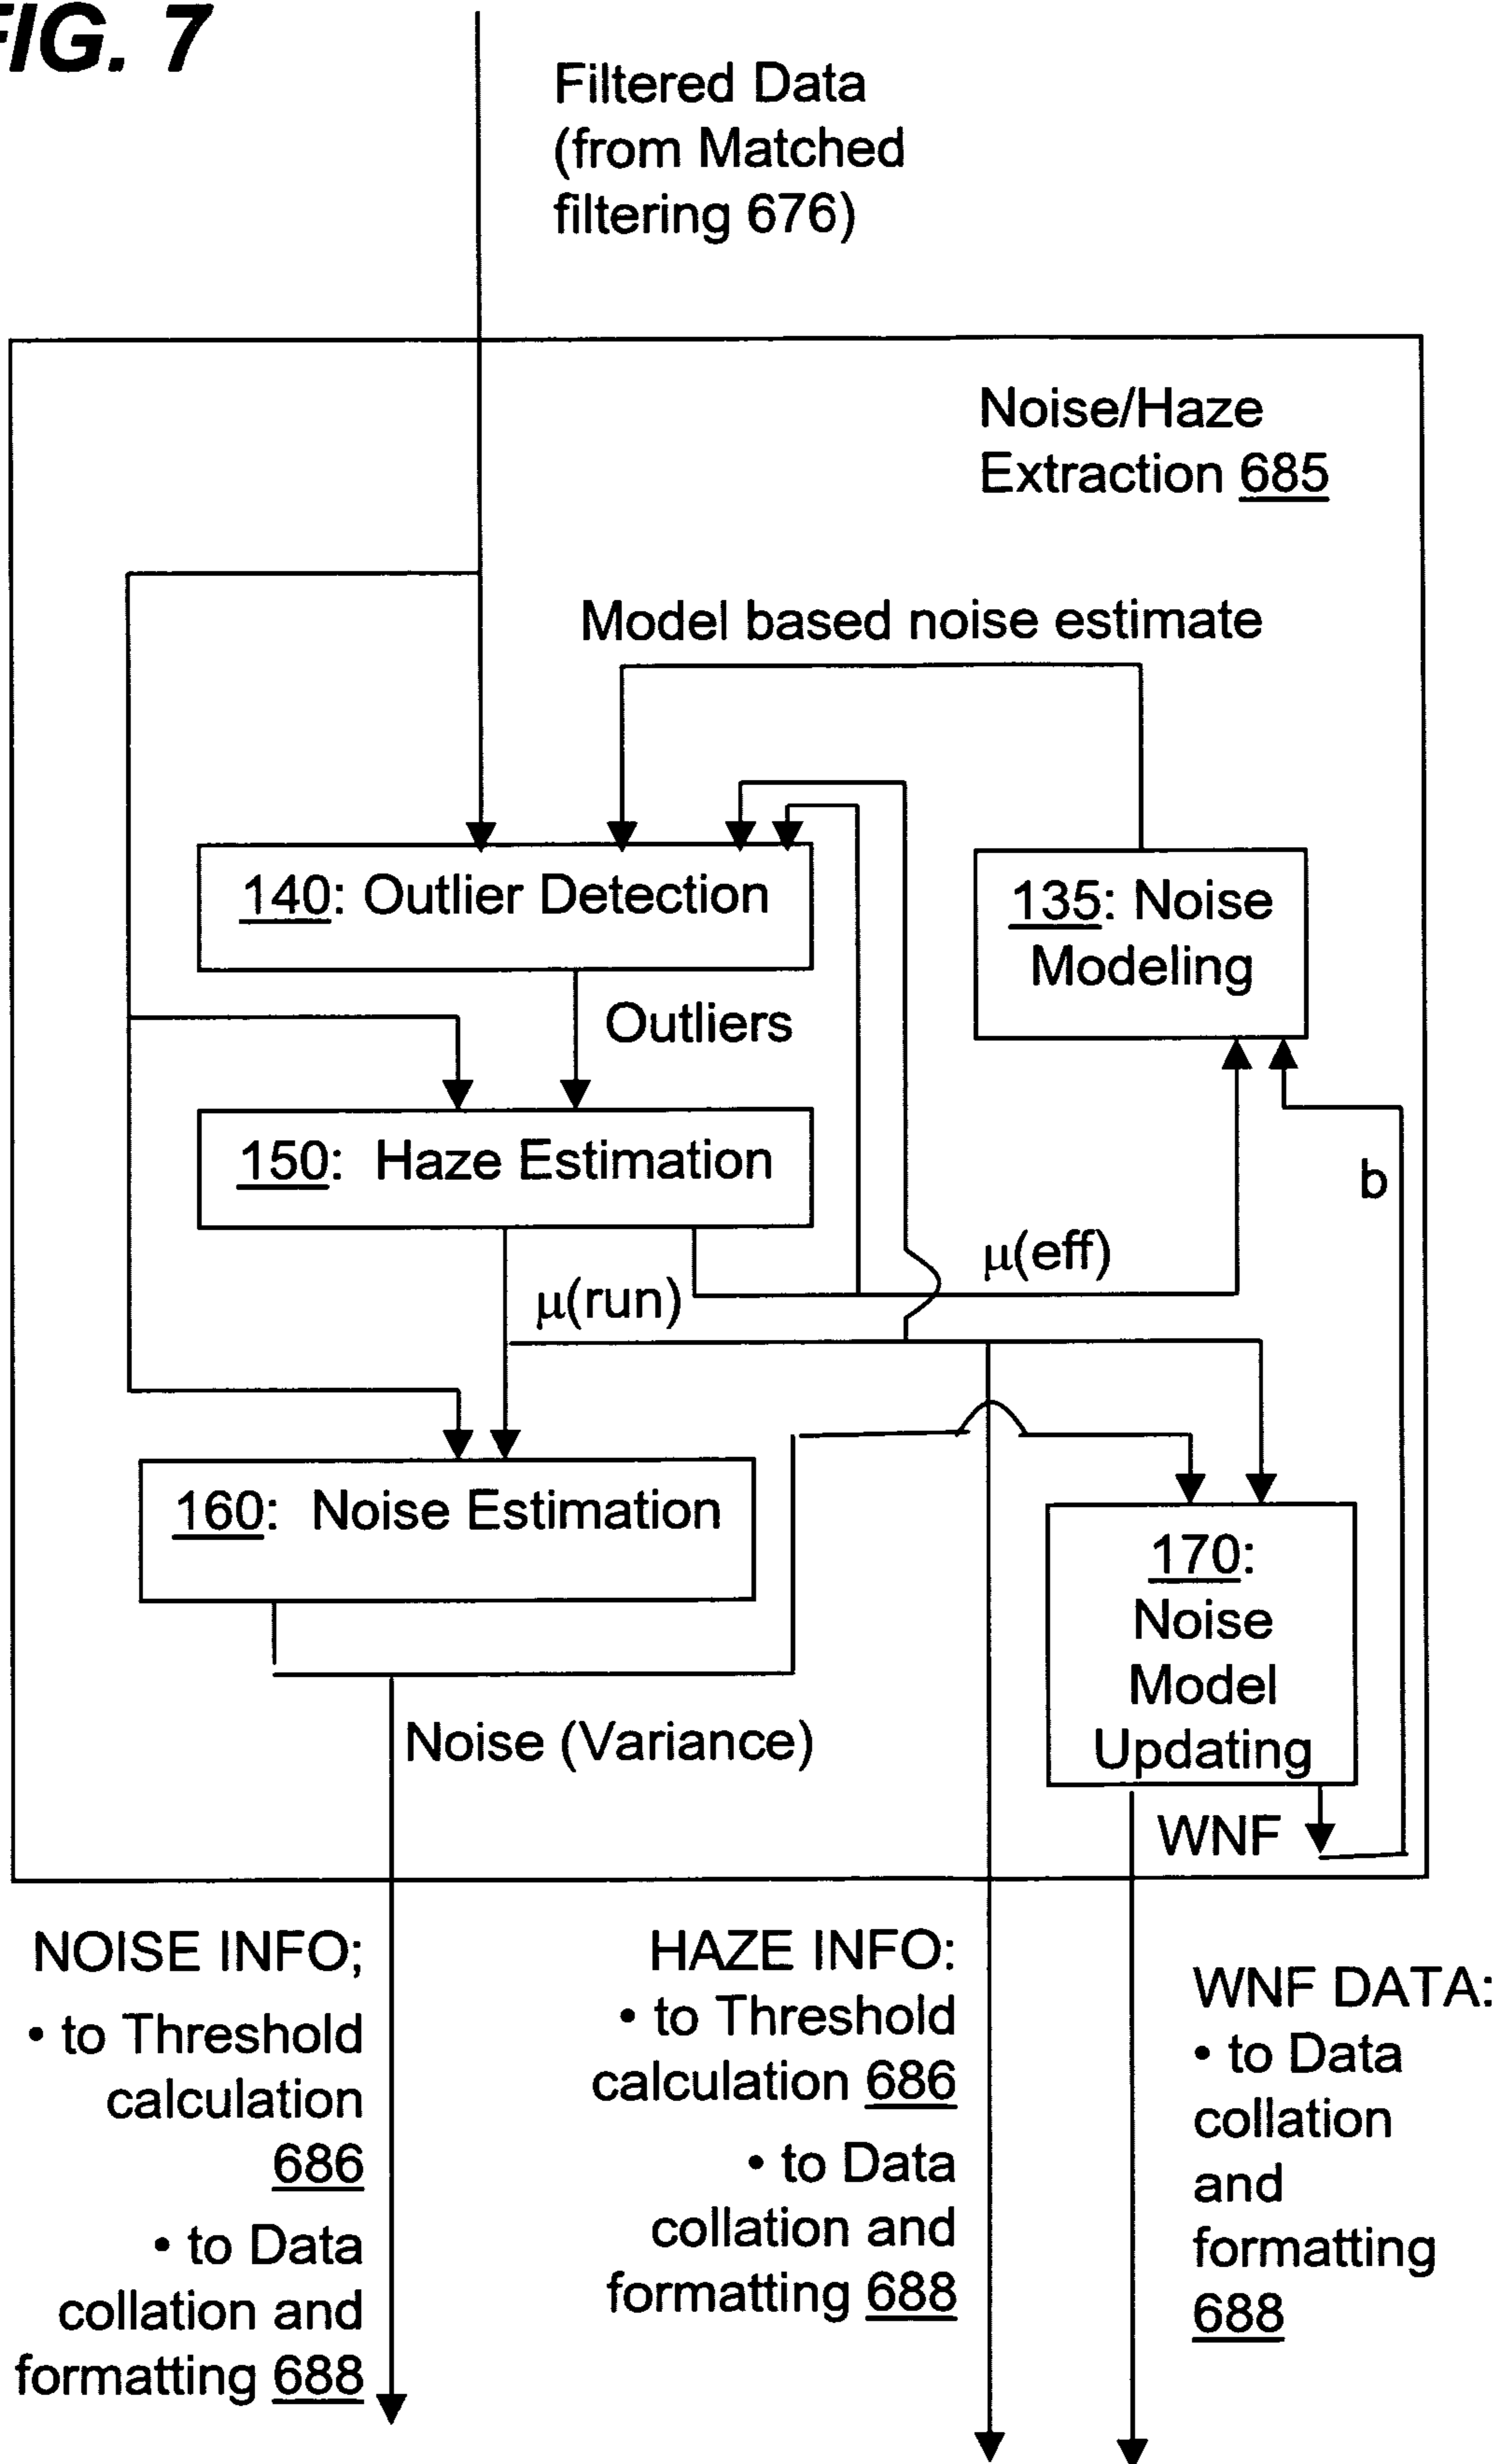 FIG. 7
Filtered Data
(from Matched
filtering 676)
Noise/Haze
Extraction 685
Model based noise estimate
140: Outlier Detection
135: Noise
Modeling
Outliers
150: Haze Estimation
b
μ(eff)
μ(run)
160: Noise Estimation
170:
Noise
Model
Updating
Noise (Variance)
WNF
NOISE INFO;
• to Threshold
calculation
686
• to Data
collation and
formatting 688
HAZE INFO:
• to Threshold
calculation 686
• to Data
collation and
formatting 688
WNF DATA:
• to Data
collation
and
formatting
688